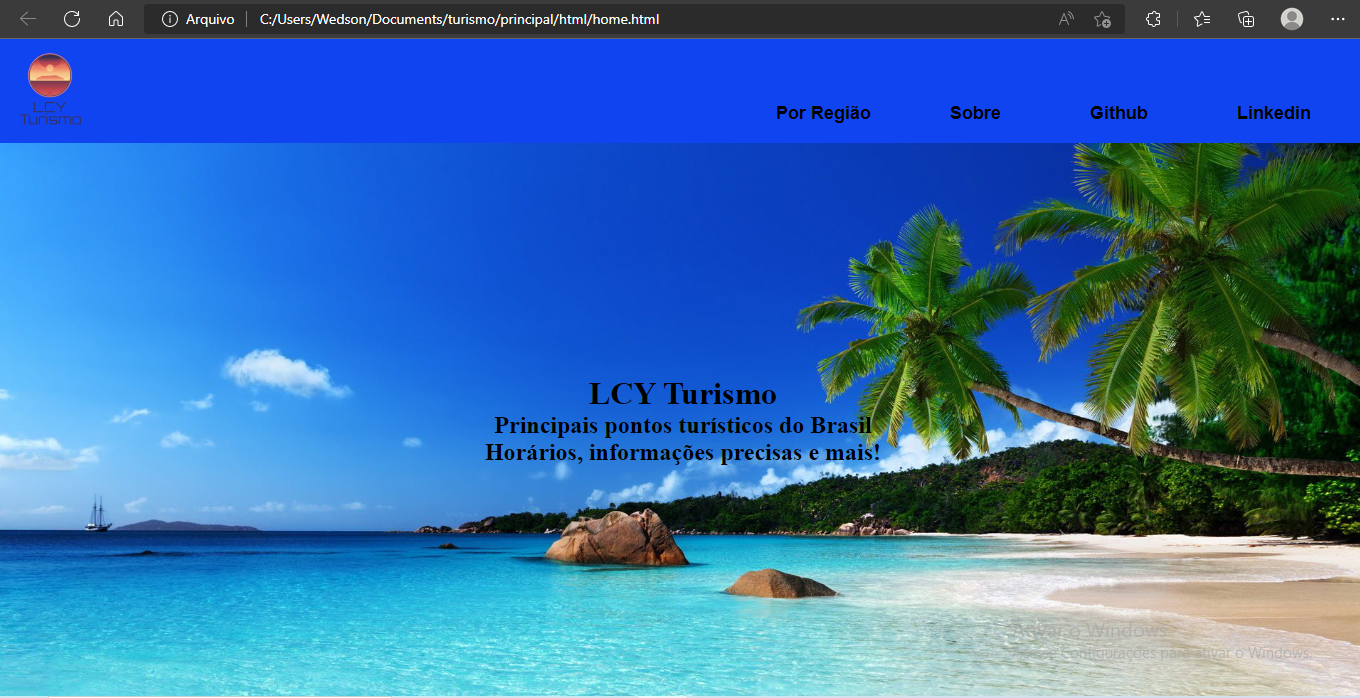 Arquivo C:/Users/Wedson/Documents/turismo/principal/html/home.html
LCY
Turismo
Por Região Sobre Github Linkedin
LCY Turismo
Principais pontos turísticos do Brasil
Horários, informações precisas e mais!
Ativar o Windows
Configurações para ativar o Windows.